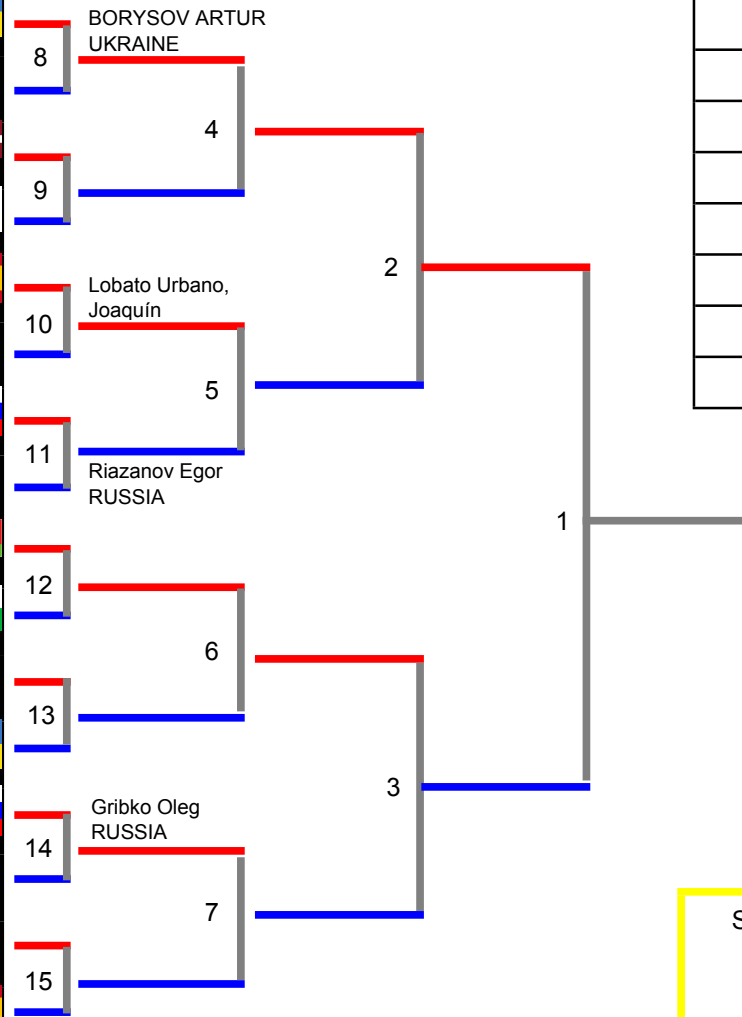 BORYSOV ARTUR
UKRAINE
8
4
9
2
Lobato Urbano,
Joaquín
10
5
11
Riazanov Egor
RUSSIA
1
12
6
13
3
Gribko Oleg
RUSSIA
14
7
S
15